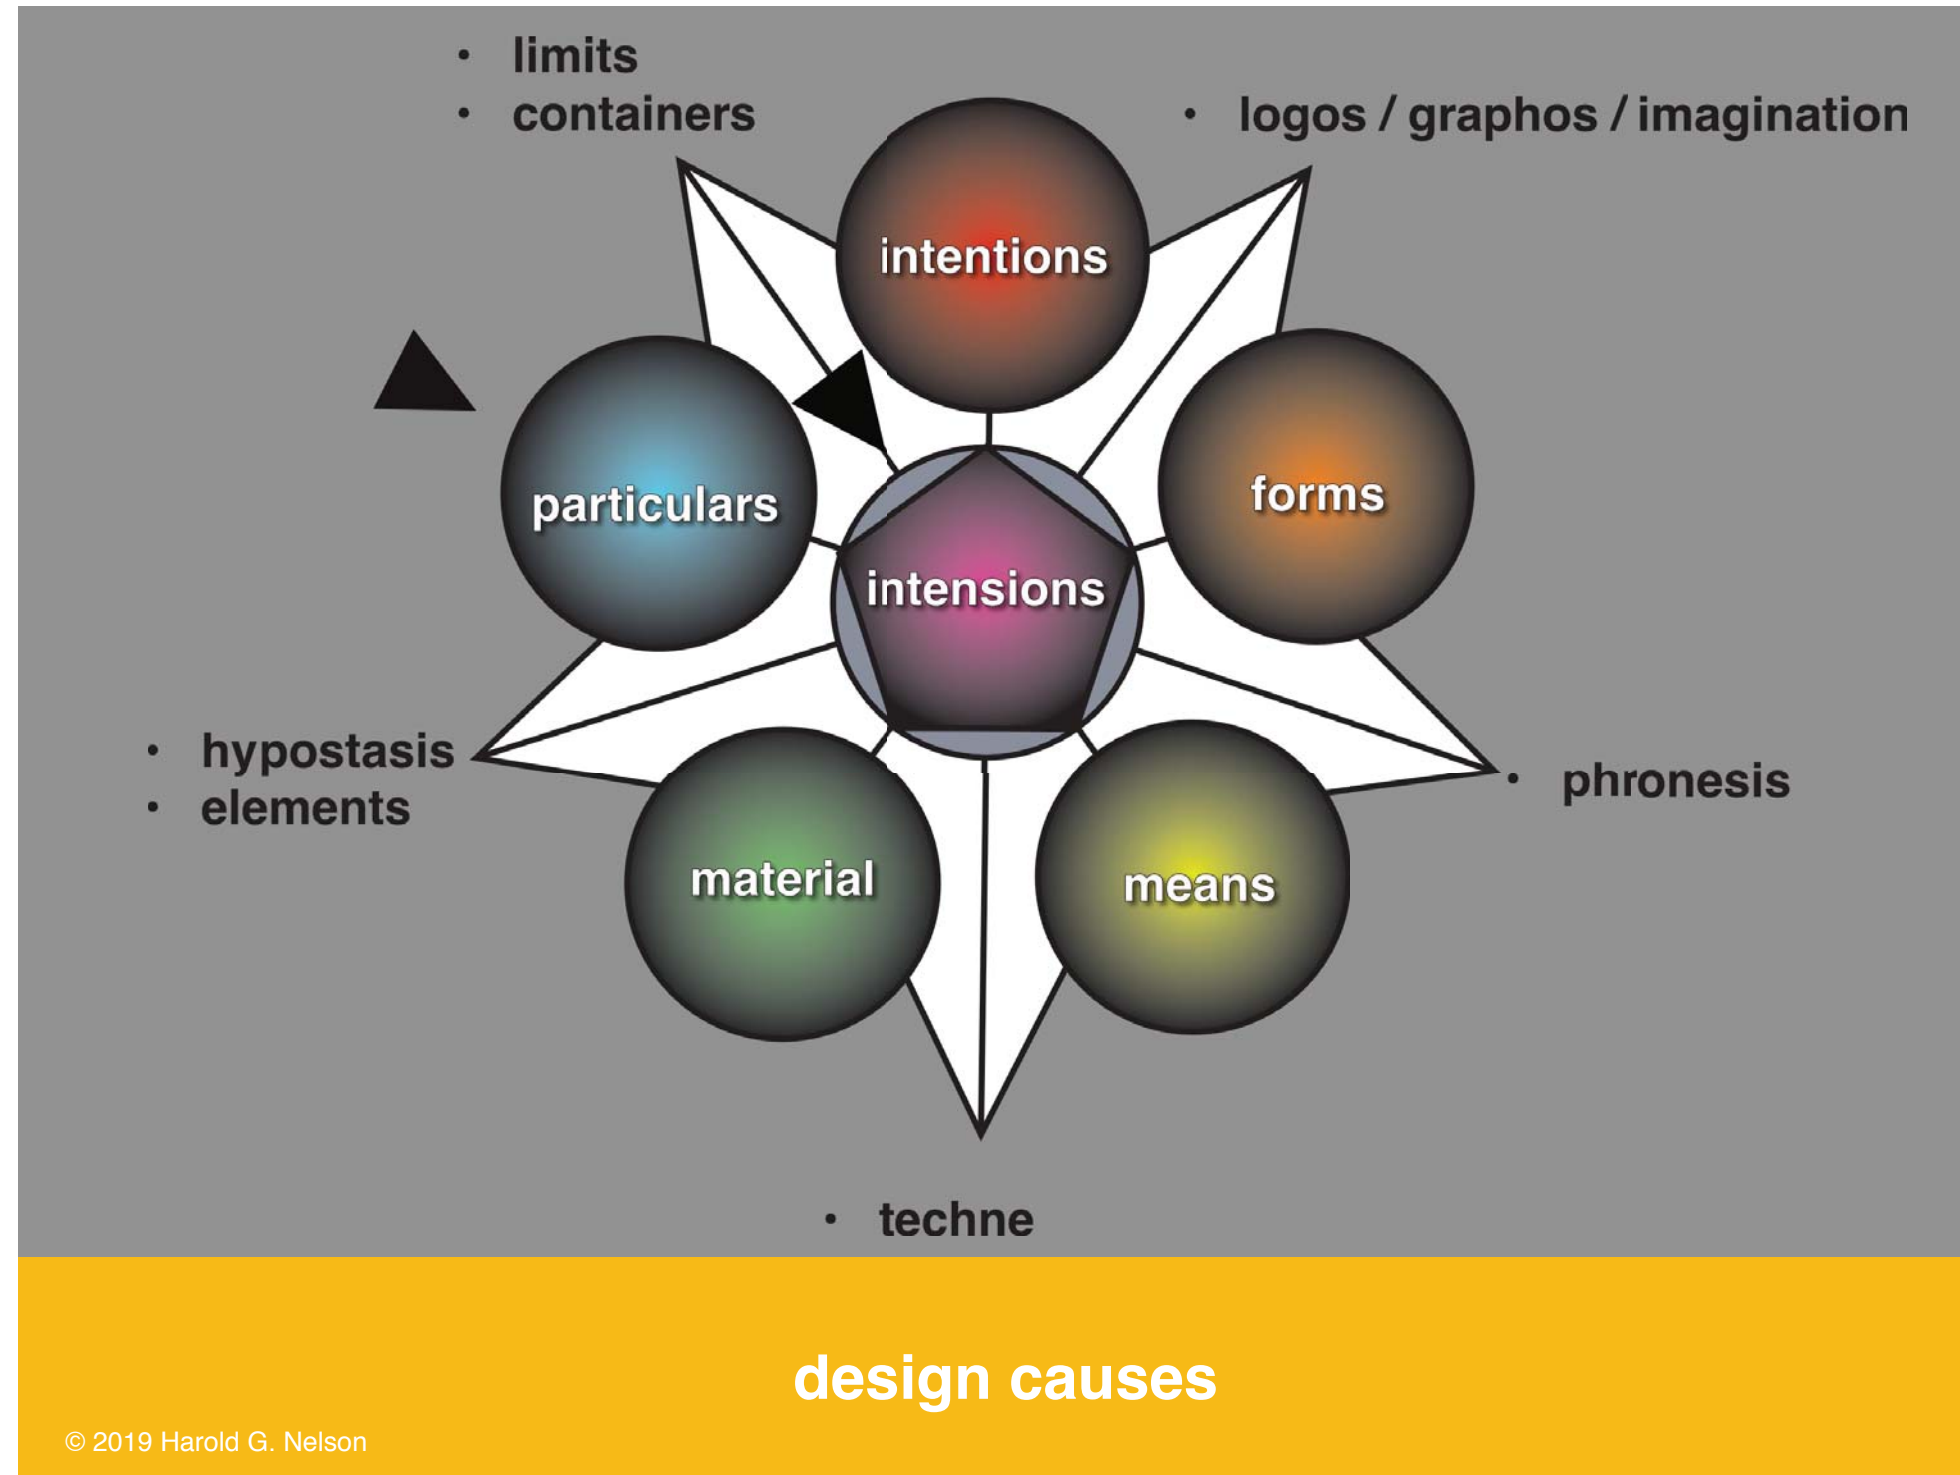 • limits
• containers
• logos / graphos / imagination
intentions
particulars
forms
intensions
• hypostasis
• elements
• phronesis
material
means
• techne
design causes
© 2019 Harold G. Nelson